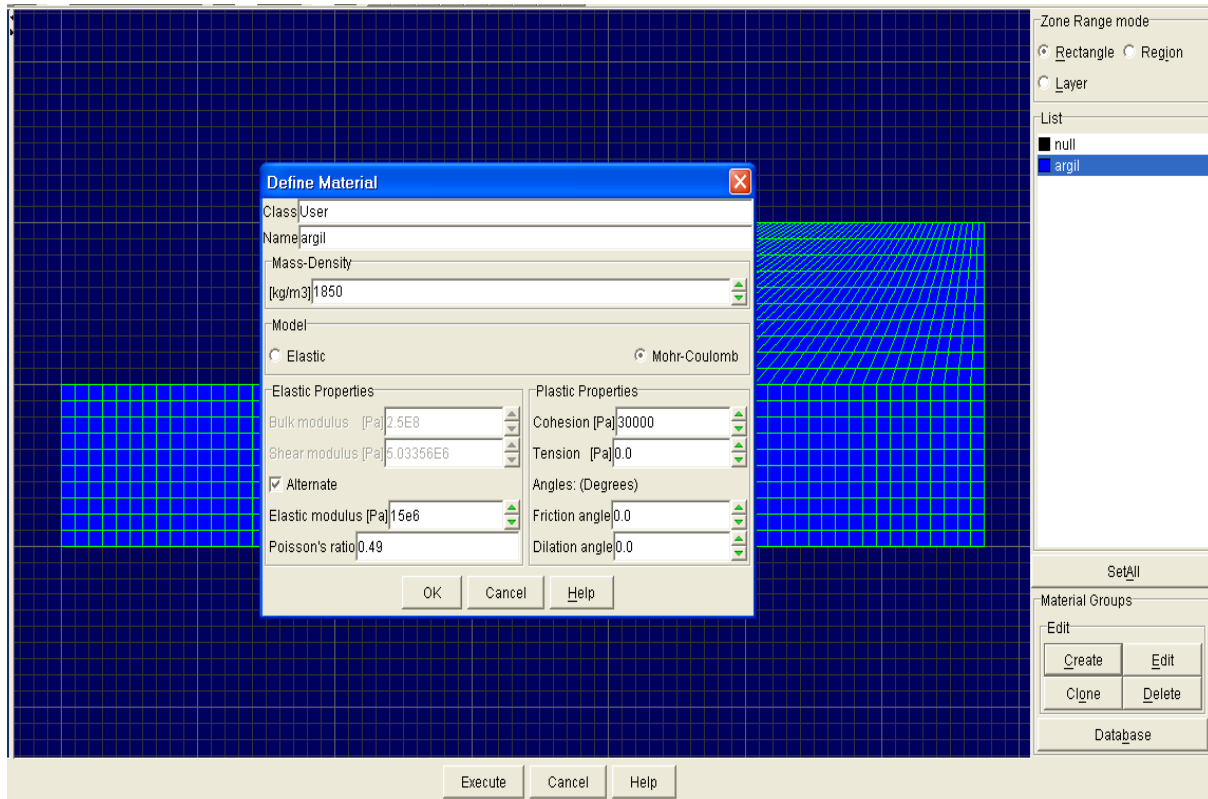 Zone Range mode
Rectangle Region
Layer
List
null
argil
Define Material
Class User
Name argil
Mass-Density
[kg/m3] 1850
Model
Elastic Mohr-Coulomb
Elastic Properties
Bulk modulus [Pa] 2.5E8
Shear modulus [Pa] 5.03356E6
Alternate
Elastic modulus [Pa] 15e6
Poisson's ratio 0.49
Plastic Properties
Cohesion [Pa] 30000
Tension [Pa] 0.0
Angles: (Degrees)
Friction angle 0.0
Dilation angle 0.0
OK Cancel Help
SetAll
Material Groups
Edit
Create Edit
Clone Delete
Database
Execute Cancel Help